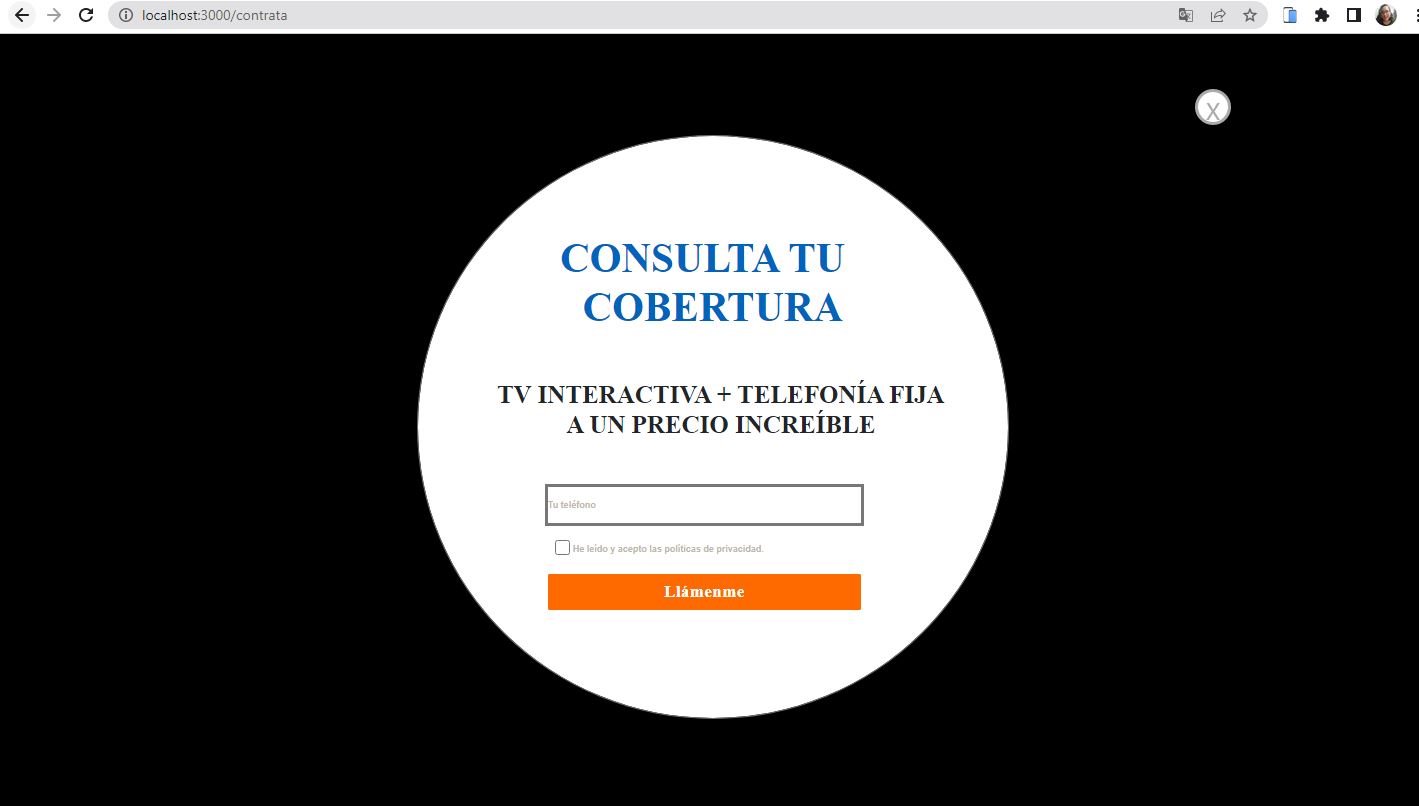 localhost:3000/contrata
X
CONSULTA TU
COBERTURA
TV INTERACTIVA + TELEFONÍA FIJA
A UN PRECIO INCREÍBLE
Tu teléfono
He leído y acepto las políticas de privacidad.
Llámenme